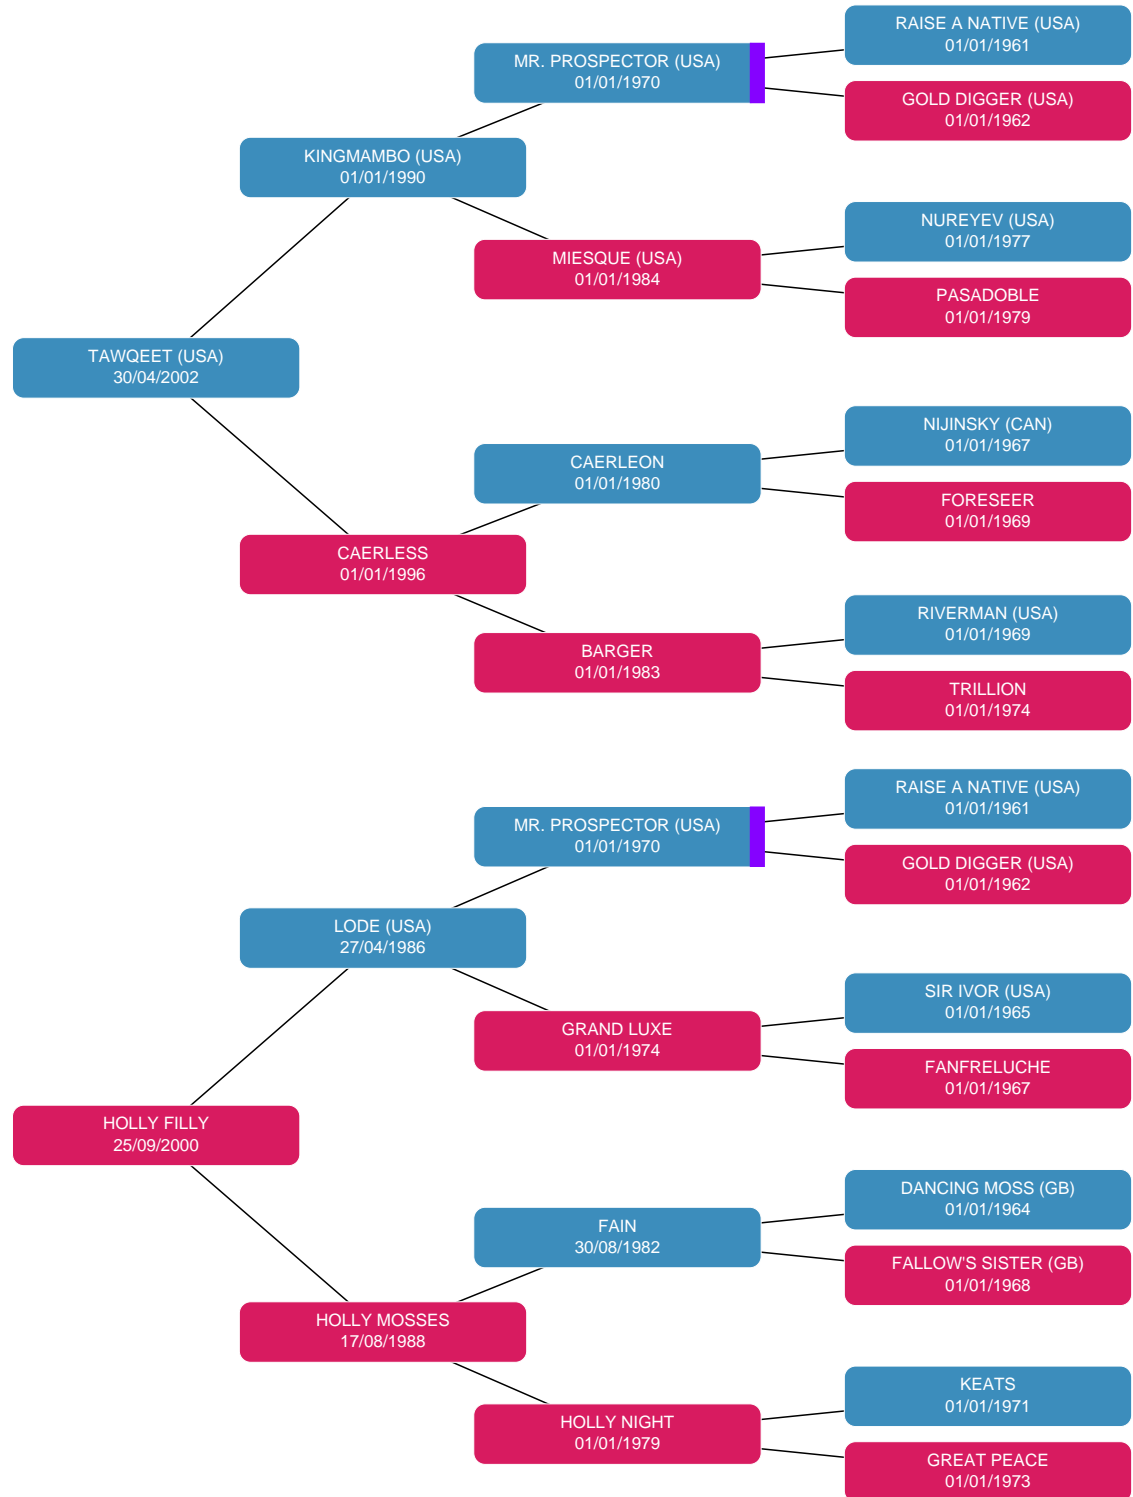 RAISE A NATIVE (USA)
01/01/1961
MR. PROSPECTOR (USA)
01/01/1970
GOLD DIGGER (USA)
01/01/1962
KINGMAMBO (USA)
01/01/1990
NUREYEV (USA)
01/01/1977
MIESQUE (USA)
01/01/1984
PASADOBLE
01/01/1979
TAWQEET (USA)
30/04/2002
NIJINSKY (CAN)
01/01/1967
CAERLEON
01/01/1980
FORESEER
01/01/1969
CAERLESS
01/01/1996
RIVERMAN (USA)
01/01/1969
BARGER
01/01/1983
TRILLION
01/01/1974
RAISE A NATIVE (USA)
01/01/1961
MR. PROSPECTOR (USA)
01/01/1970
GOLD DIGGER (USA)
01/01/1962
LODE (USA)
27/04/1986
SIR IVOR (USA)
01/01/1965
GRAND LUXE
01/01/1974
FANFRELUCHE
01/01/1967
HOLLY FILLY
25/09/2000
DANCING MOSS (GB)
01/01/1964
FAIN
30/08/1982
FALLOW'S SISTER (GB)
01/01/1968
HOLLY MOSSES
17/08/1988
KEATS
01/01/1971
HOLLY NIGHT
01/01/1979
GREAT PEACE
01/01/1973